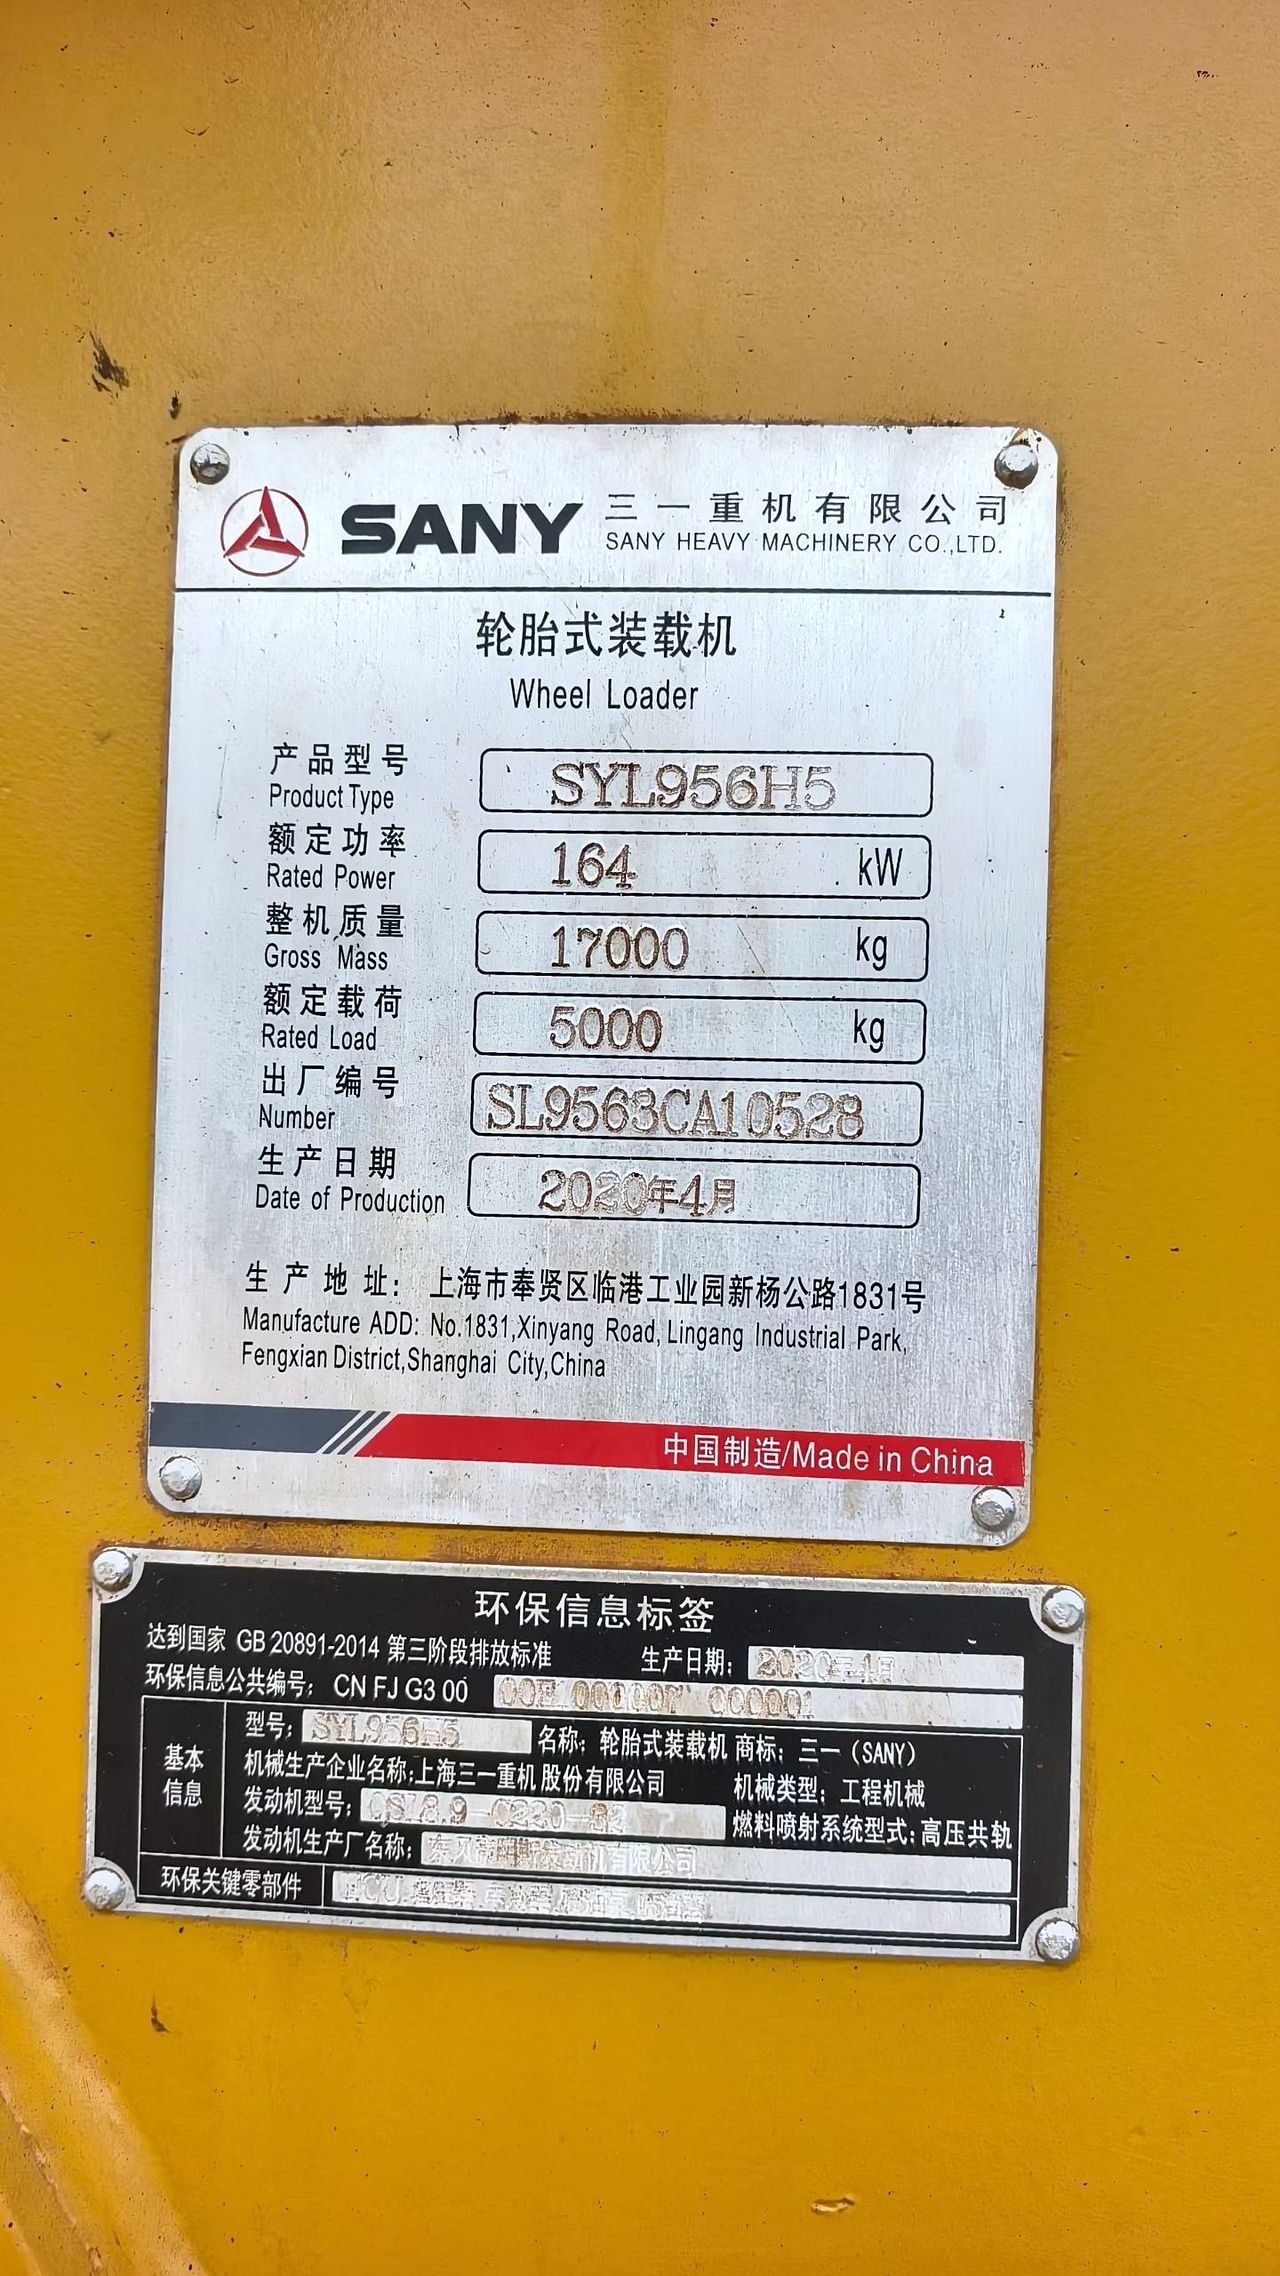 SANY 三一重机有限公司
SANY HEAVY MACHINERY CO.,LTD.
轮胎式装载机
Wheel Loader
产品型号 SYL956H5
Product Type
额定功率 164 kW
Rated Power
整机质量 17000 kg
Gross Mass
额定载荷 5000 kg
Rated Load
出厂编号 SL9563CA10528
Number
生产日期 2020年4月
Date of Production
生产地址: 上海市奉贤区临港工业园新杨公路1831号
Manufacture ADD: No.1831,Xinyang Road,Lingang Industrial Park,
Fengxian District,Shanghai City,China
中国制造/Made in China
环保信息标签
达到国家 GB 20891-2014 第三阶段排放标准 生产日期: 2020年4月
环保信息公共编号: CN FJ G3 00
基本信息
型号: SYL956H5 名称: 轮胎式装载机 商标: 三一（SANY）
机械生产企业名称:上海三一重机股份有限公司 机械类型: 工程机械
发动机型号: 燃料喷射系统型式: 高压共轨
发动机生产厂名称:
环保关键零部件